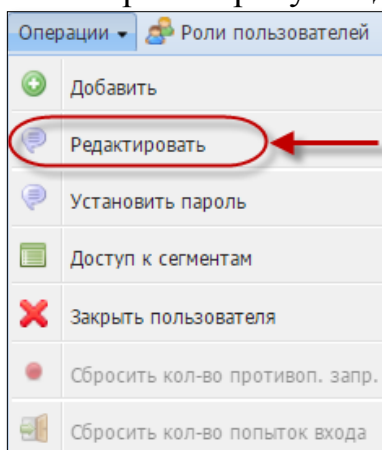 Операции Роли пользователей
Добавить
Редактировать
Установить пароль
Доступ к сегментам
Закрыть пользователя
Сбросить кол-во противоп. запр.
Сбросить кол-во попыток входа